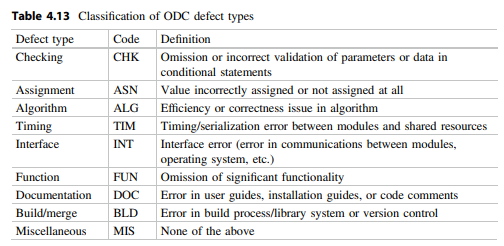 Table 4.13 Classification of ODC defect types
Defect type Code Definition
Checking CHK Omission or incorrect validation of parameters or data in
conditional statements
Assignment ASN Value incorrectly assigned or not assigned at all
Algorithm ALG Efficiency or correctness issue in algorithm
Timing TIM Timing/serialization error between modules and shared resources
Interface INT Interface error (error in communications between modules,
operating system, etc.)
Function FUN Omission of significant functionality
Documentation DOC Error in user guides, installation guides, or code comments
Build/merge BLD Error in build process/library system or version control
Miscellaneous MIS None of the above